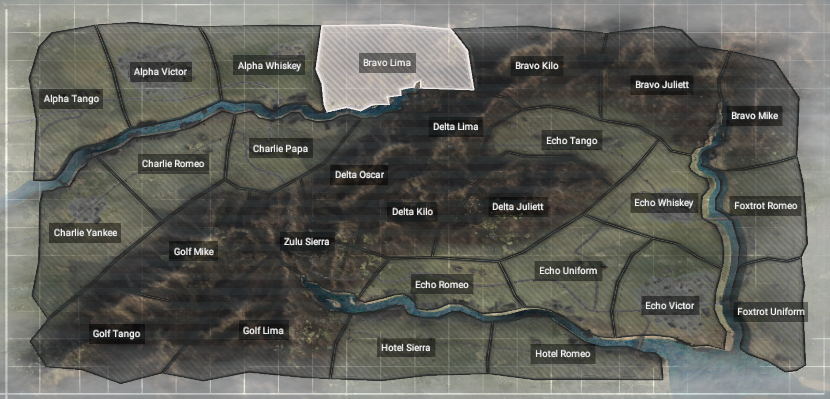 Bravo Lima
Alpha Whiskey
Bravo Kilo
Alpha Victor
Bravo Juliett
Alpha Tango
Bravo Mike
Delta Lima
Echo Tango
Charlie Papa
Charlie Romeo
Delta Oscar
Echo Whiskey
Delta Juliett
Foxtrot Romeo
Delta Kilo
Charlie Yankee
Zulu Sierra
Golf Mike
Echo Uniform
Echo Romeo
Echo Victor
Foxtrot Uniform
Golf Lima
Golf Tango
Hotel Sierra
Hotel Romeo